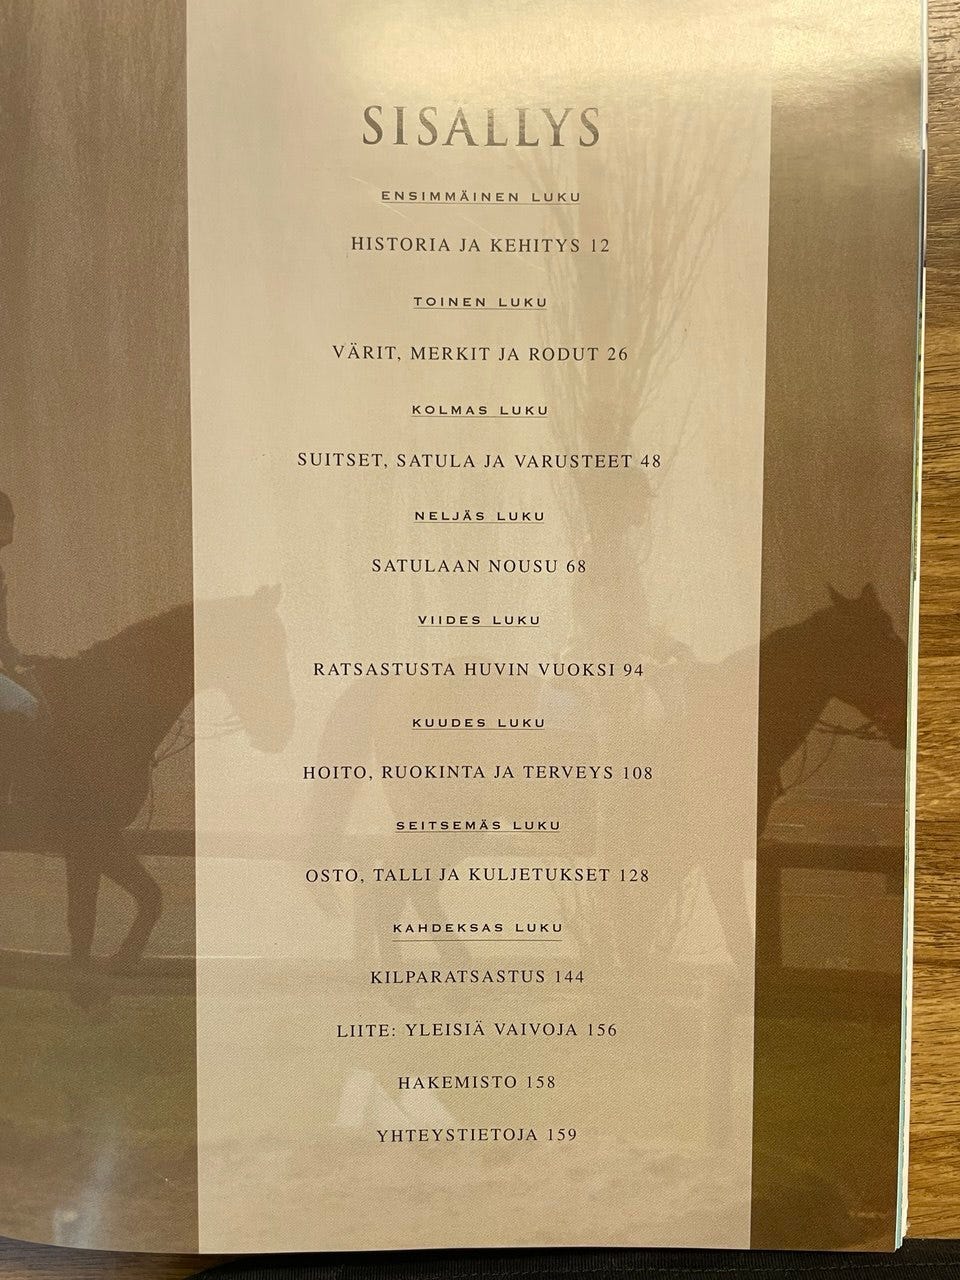 SISÄLLYS
ENSIMMÄINEN LUKU
HISTORIA JA KEHITYS 12
TOINEN LUKU
VÄRIT, MERKIT JA RODUT 26
KOLMAS LUKU
SUITSET, SATULA JA VARUSTEET 48
NELJÄS LUKU
SATULAAN NOUSU 68
VIIDES LUKU
RATSASTUSTA HUVIN VUOKSI 94
KUUDES LUKU
HOITO, RUOKINTA JA TERVEYS 108
SEITSEMÄS LUKU
OSTO, TALLI JA KULJETUKSET 128
KAHDEKSAS LUKU
KILPARATSASTUS 144
LIITE: YLEISIÄ VAIVOJA 156
HAKEMISTO 158
YHTEYSTIETOJA 159